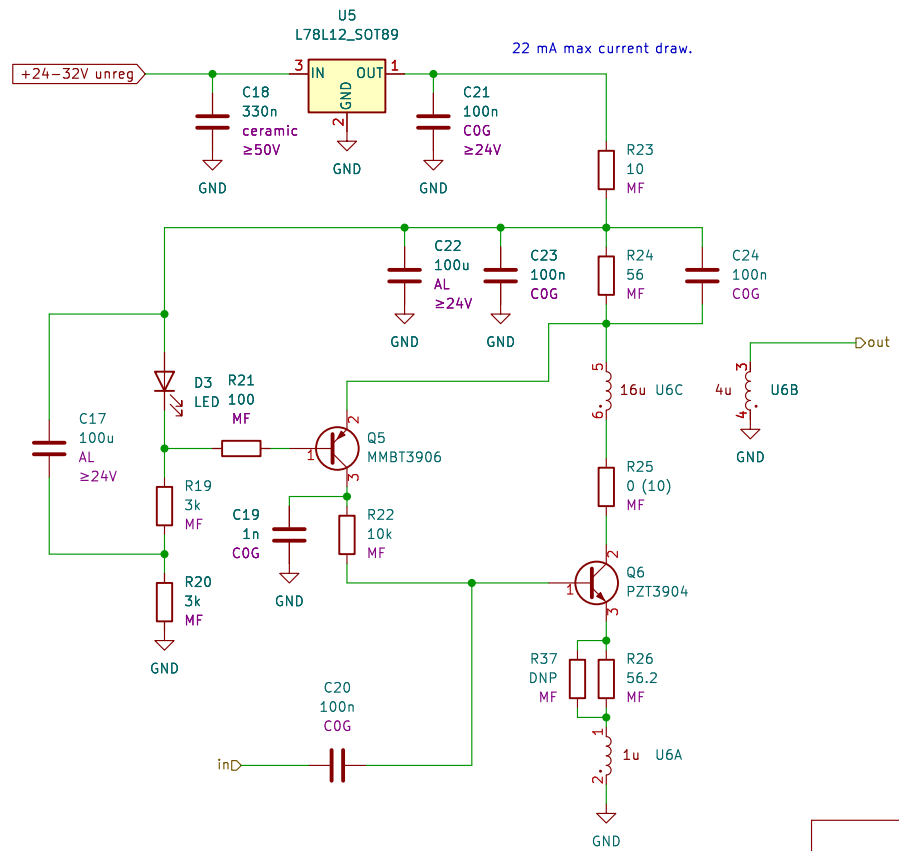 U5
L78L12_SOT89
22 mA max current draw.
+24-32V unreg
3
IN
OUT
1
GND
2
C18
330n
ceramic
≥50V
C21
100n
C0G
≥24V
GND
GND
GND
R23
10
MF
C22
100u
AL
≥24V
C23
100n
C0G
R24
56
MF
C24
100n
C0G
GND
GND
5
16u
U6C
6
3
4u
U6B
4
out
GND
D3
LED
R21
100
MF
C17
100u
AL
≥24V
2
1
Q5
MMBT3906
3
R19
3k
MF
C19
1n
C0G
R22
10k
MF
R25
0 (10)
MF
GND
R20
3k
MF
GND
2
1
Q6
PZT3904
3
R37
DNP
MF
R26
56.2
MF
C20
100n
C0G
in
1
1u
U6A
2
GND